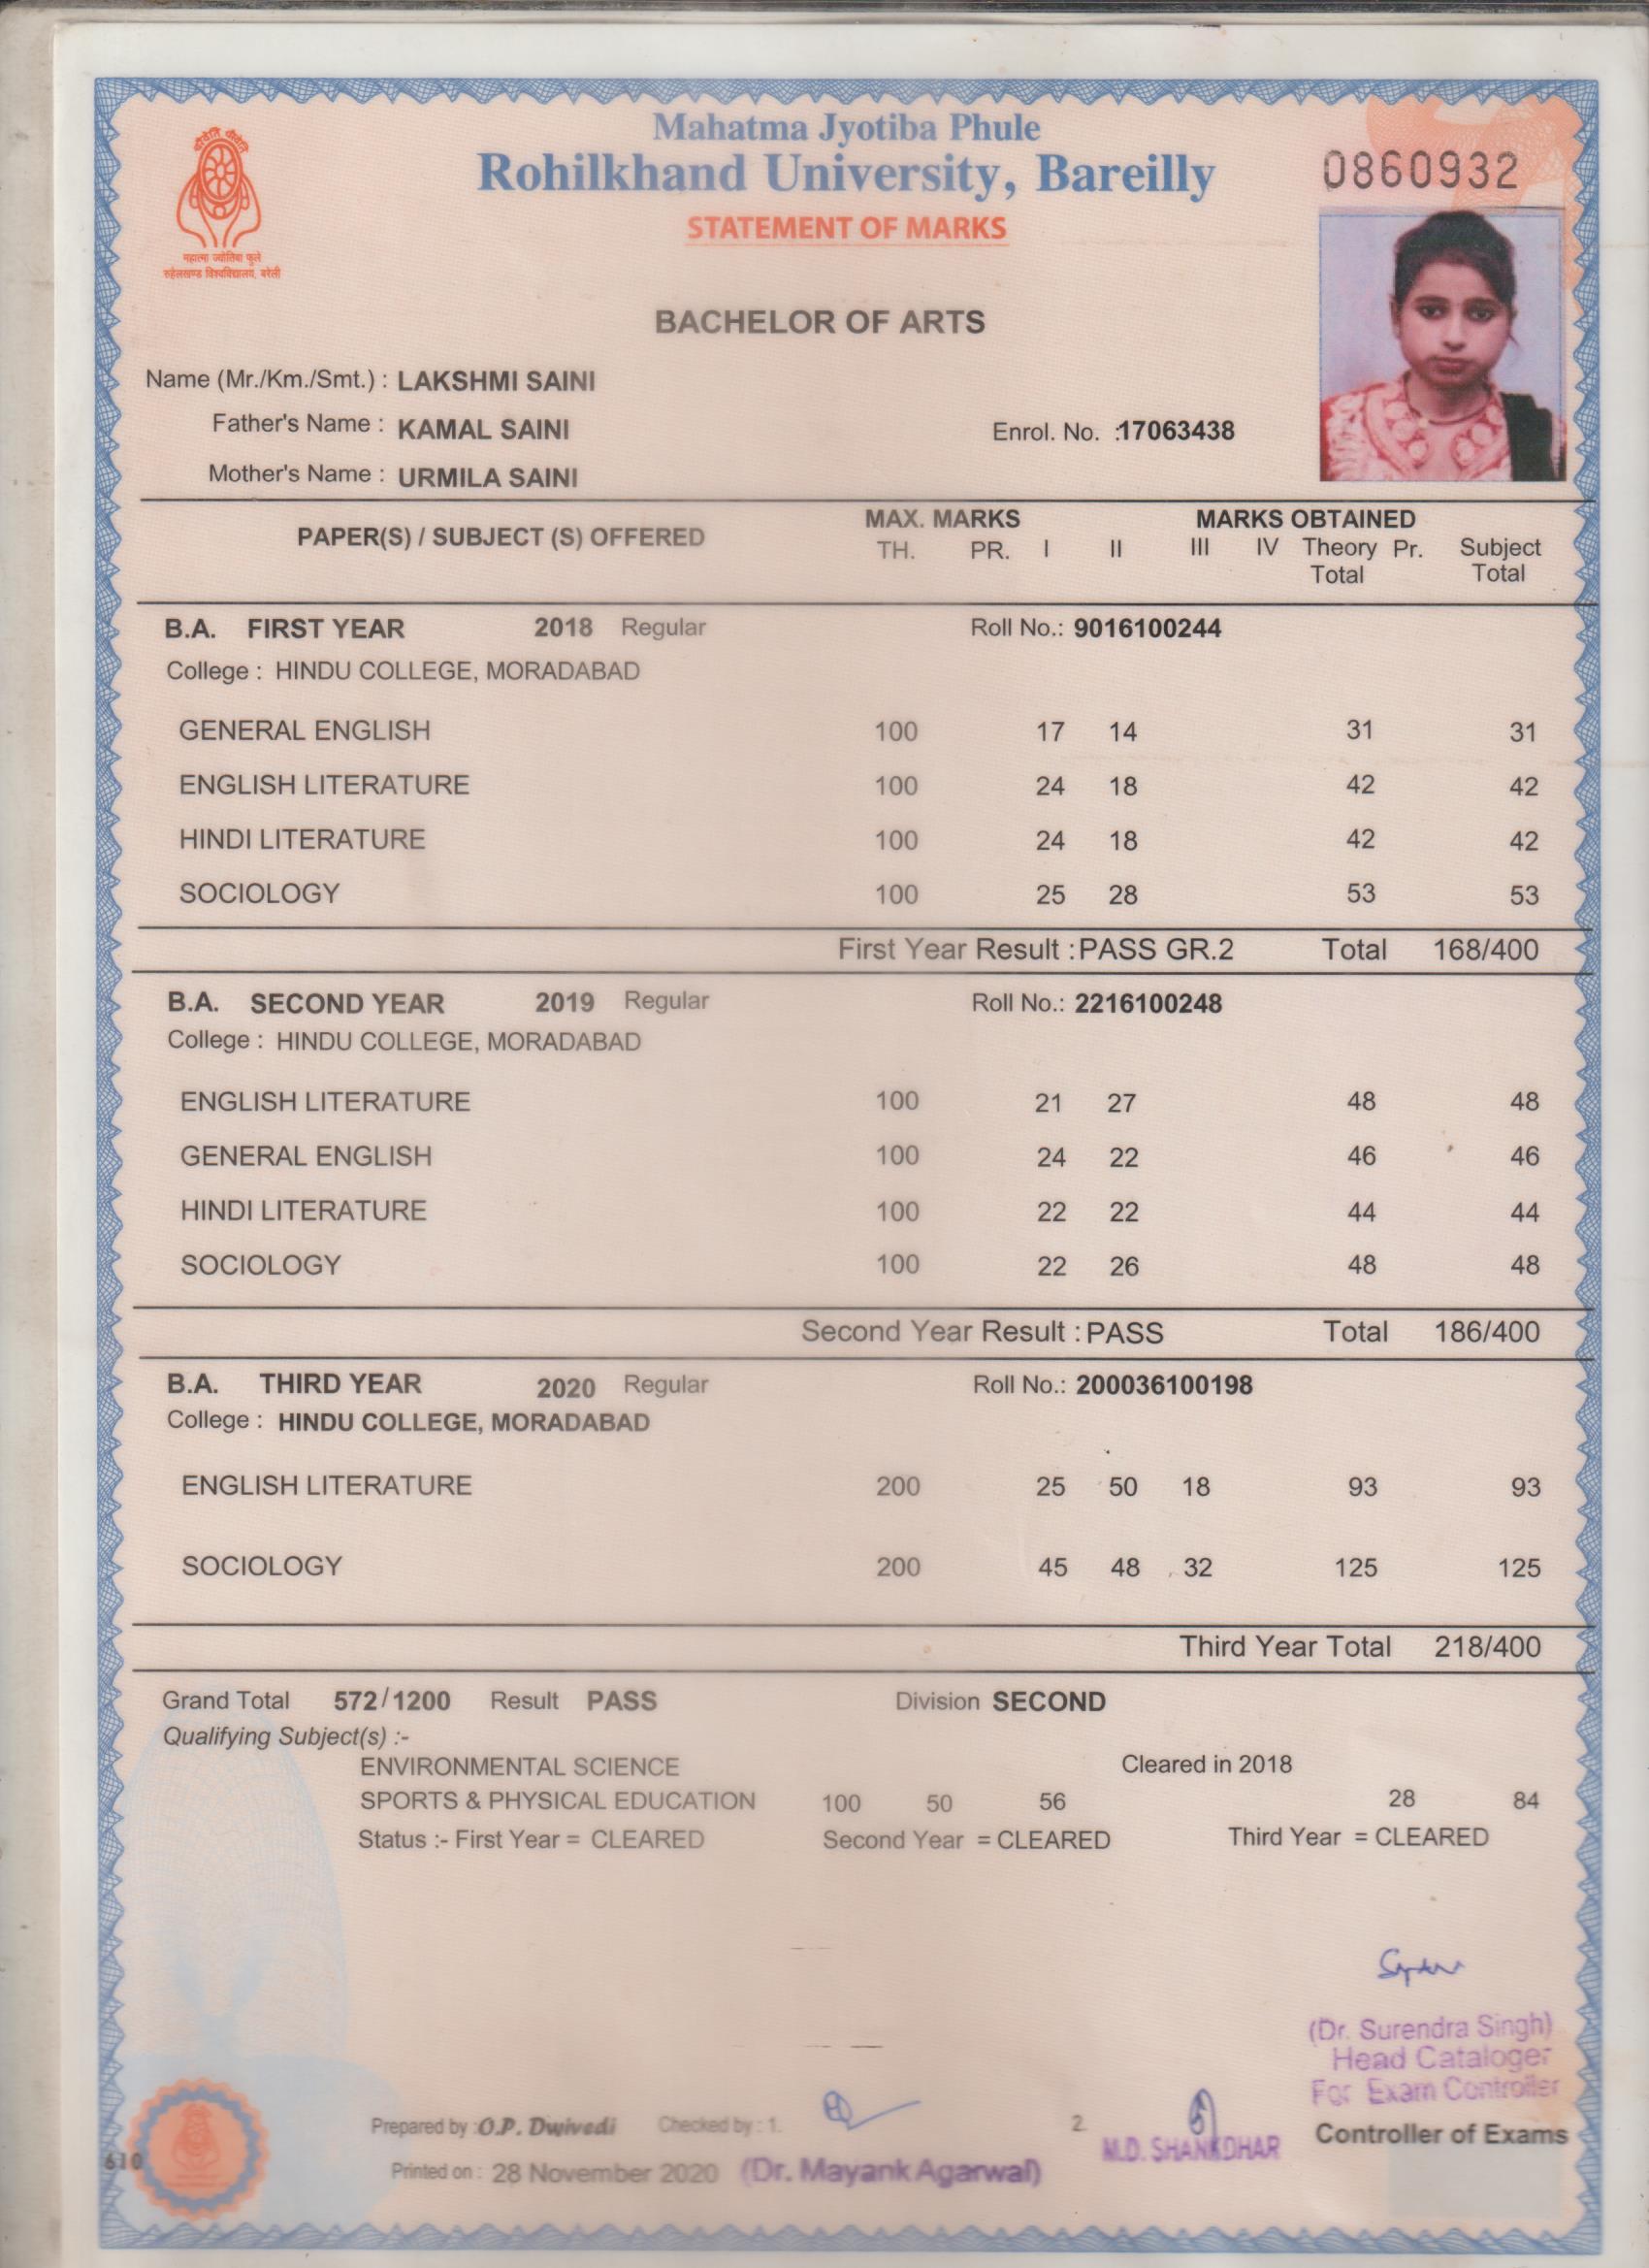 Mahatma Jyotiba Phule
Rohilkhand University, Bareilly
0860932
STATEMENT OF MARKS
महात्मा ज्योतिबा फुले
रुहेलखण्ड विश्वविद्यालय, बरेली
BACHELOR OF ARTS
Name (Mr./Km./Smt.) : LAKSHMI SAINI
Father's Name : KAMAL SAINI Enrol. No. :17063438
Mother's Name : URMILA SAINI
PAPER(S) / SUBJECT (S) OFFERED MAX. MARKS MARKS OBTAINED
TH. PR. I II III IV Theory Pr. Subject
Total Total
B.A. FIRST YEAR 2018 Regular Roll No.: 9016100244
College : HINDU COLLEGE, MORADABAD
GENERAL ENGLISH 100 17 14 31 31
ENGLISH LITERATURE 100 24 18 42 42
HINDI LITERATURE 100 24 18 42 42
SOCIOLOGY 100 25 28 53 53
First Year Result : PASS GR.2 Total 168/400
B.A. SECOND YEAR 2019 Regular Roll No.: 2216100248
College : HINDU COLLEGE, MORADABAD
ENGLISH LITERATURE 100 21 27 48 48
GENERAL ENGLISH 100 24 22 46 46
HINDI LITERATURE 100 22 22 44 44
SOCIOLOGY 100 22 26 48 48
Second Year Result : PASS Total 186/400
B.A. THIRD YEAR 2020 Regular Roll No.: 200036100198
College : HINDU COLLEGE, MORADABAD
ENGLISH LITERATURE 200 25 50 18 93 93
SOCIOLOGY 200 45 48 32 125 125
Third Year Total 218/400
Grand Total 572/1200 Result PASS Division SECOND
Qualifying Subject(s) :-
ENVIRONMENTAL SCIENCE Cleared in 2018
SPORTS & PHYSICAL EDUCATION 100 50 56 28 84
Status :- First Year = CLEARED Second Year = CLEARED Third Year = CLEARED
(Dr. Surendra Singh)
Head Cataloger
For Exam Controller
Prepared by : O.P. Dwivedi Checked by : 1. 2. Controller of Exams
M.D. SHANKDHAR
610
Printed on : 28 November 2020 (Dr. Mayank Agarwal)